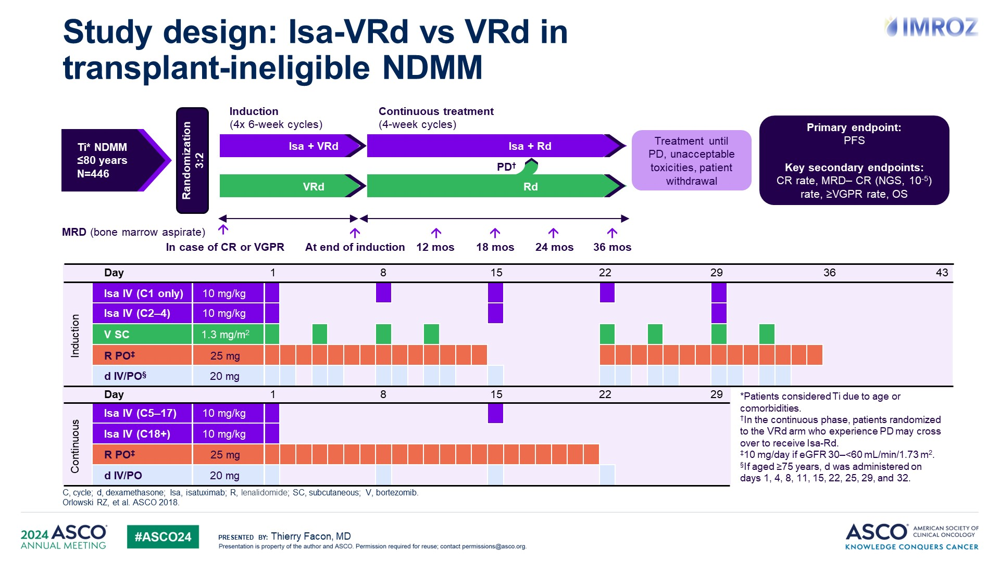 Study design: Isa-VRd vs VRd in
transplant-ineligible NDMM
IMROZ
Ti* NDMM
≤80 years
N=446
Randomization
3:2
Induction
(4x 6-week cycles)
Continuous treatment
(4-week cycles)
Isa + VRd
Isa + Rd
PD†
VRd
Rd
Treatment until
PD, unacceptable
toxicities, patient
withdrawal
Primary endpoint:
PFS
Key secondary endpoints:
CR rate, MRD– CR (NGS, 10-5)
rate, ≥VGPR rate, OS
MRD (bone marrow aspirate)
In case of CR or VGPR
At end of induction
12 mos
18 mos
24 mos
36 mos
Day 1 8 15 22 29 36 43
Induction
Isa IV (C1 only) 10 mg/kg
Isa IV (C2–4) 10 mg/kg
V SC 1.3 mg/m2
R PO‡ 25 mg
d IV/PO§ 20 mg
Day 1 8 15 22 29
Continuous
Isa IV (C5–17) 10 mg/kg
Isa IV (C18+) 10 mg/kg
R PO‡ 25 mg
d IV/PO 20 mg
*Patients considered Ti due to age or
comorbidities.
†In the continuous phase, patients randomized
to the VRd arm who experience PD may cross
over to receive Isa-Rd.
‡10 mg/day if eGFR 30–<60 mL/min/1.73 m2.
§If aged ≥75 years, d was administered on
days 1, 4, 8, 11, 15, 22, 25, 29, and 32.
C, cycle; d, dexamethasone; Isa, isatuximab; R, lenalidomide; SC, subcutaneous; V, bortezomib.
Orlowski RZ, et al. ASCO 2018.
2024 ASCO
ANNUAL MEETING
#ASCO24
PRESENTED BY: Thierry Facon, MD
Presentation is property of the author and ASCO. Permission required for reuse; contact permissions@asco.org.
ASCO AMERICAN SOCIETY OF
CLINICAL ONCOLOGY
KNOWLEDGE CONQUERS CANCER